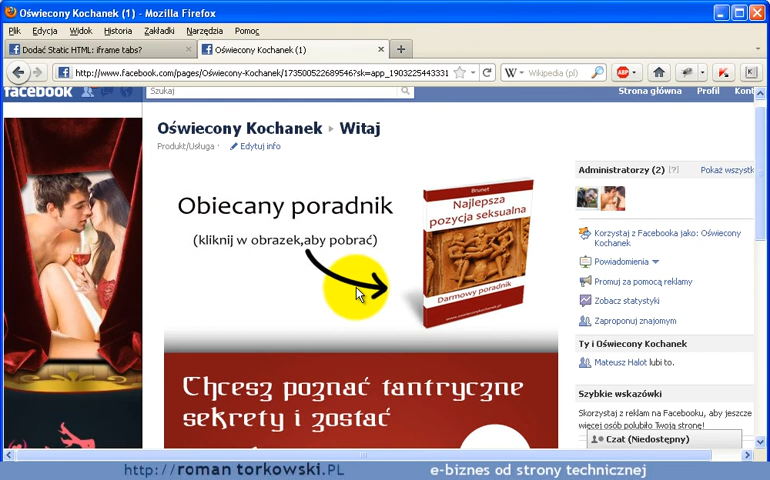 Oświecony Kochanek (1) - Mozilla Firefox
Plik Edycja Widok Historia Zakładki Narzędzia Pomoc
Dodać Static HTML: iframe tabs?
Oświecony Kochanek (1)
http://www.facebook.com/pages/Oświecony-Kochanek/173500522689546?sk=app_1903225443331
Wikipedia (pl)
facebook
Szukaj
Strona główna Profil Kont
Oświecony Kochanek ▸ Witaj
Produkt/Usługa · Edytuj info
Obiecany poradnik
(kliknij w obrazek,aby pobrać)
Brunet
Najlepsza
pozycja seksualna
Darmowy poradnik
Chcesz poznać tantryczne
sekrety i zostać
Administratorzy (2) [?] Pokaż wszystk
Korzystaj z Facebooka jako: Oświecony
Kochanek
Powiadomienia
Promuj za pomocą reklamy
Zobacz statystyki
Zaproponuj znajomym
Ty i Oświecony Kochanek
Mateusz Halot lubi to.
Szybkie wskazówki
Skorzystaj z reklam na Facebooku, aby jeszcze
więcej osób polubiło Twoją stronę!
Czat (Niedostępny)
http://romantorkowski.PL e-biznes od strony technicznej